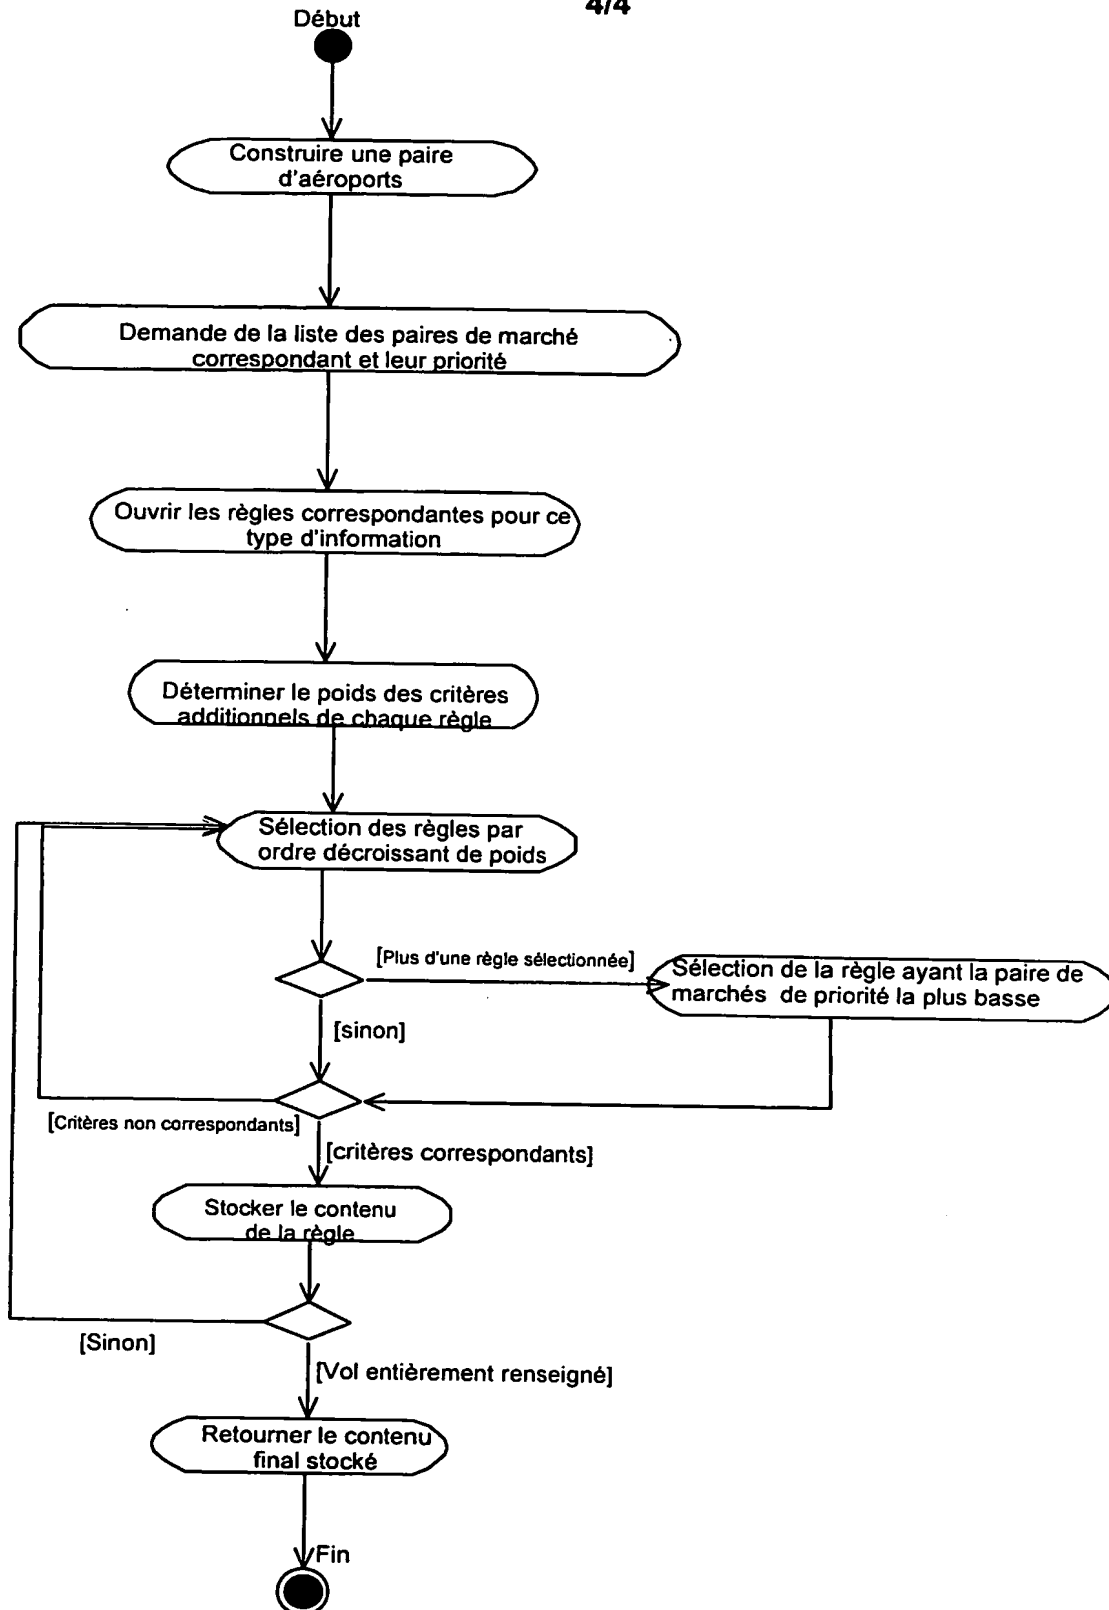 4/4
Début
Construire une paire
d'aéroports
Demande de la liste des paires de marché
correspondant et leur priorité
Ouvrir les règles correspondantes pour ce
type d'information
Déterminer le poids des critères
additionnels de chaque règle
Sélection des règles par
ordre décroissant de poids
[Plus d'une règle sélectionnée]
Sélection de la règle ayant la paire de
marchés de priorité la plus basse
[sinon]
[Critères non correspondants]
[critères correspondants]
Stocker le contenu
de la règle
[Sinon]
[Vol entièrement renseigné]
Retourner le contenu
final stocké
Fin